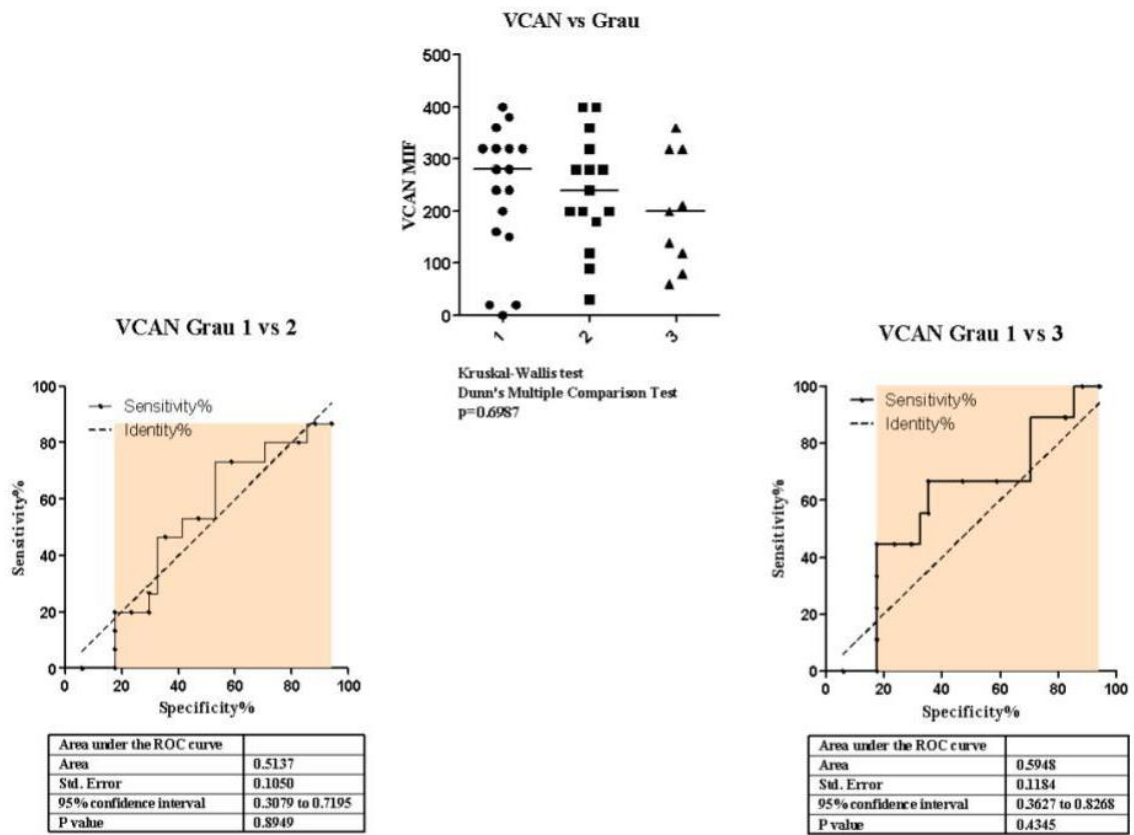 VCAN vs Grau
500
400
300
200
100
0
VCAN MIF
1
2
3
Kruskal-Wallis test
Dunn's Multiple Comparison Test
p=0.6987
VCAN Grau 1 vs 2
Sensitivity%
Identity%
100
80
60
40
20
0
Sensitivity%
0 20 40 60 80 100
Specificity%
Area under the ROC curve
Area 0.5137
Std. Error 0.1050
95% confidence interval 0.3079 to 0.7195
P value 0.8949
VCAN Grau 1 vs 3
Sensitivity%
Identity%
100
80
60
40
20
0
Sensitivity%
0 20 40 60 80 100
Specificity%
Area under the ROC curve
Area 0.5948
Std. Error 0.1184
95% confidence interval 0.3627 to 0.8268
P value 0.4345